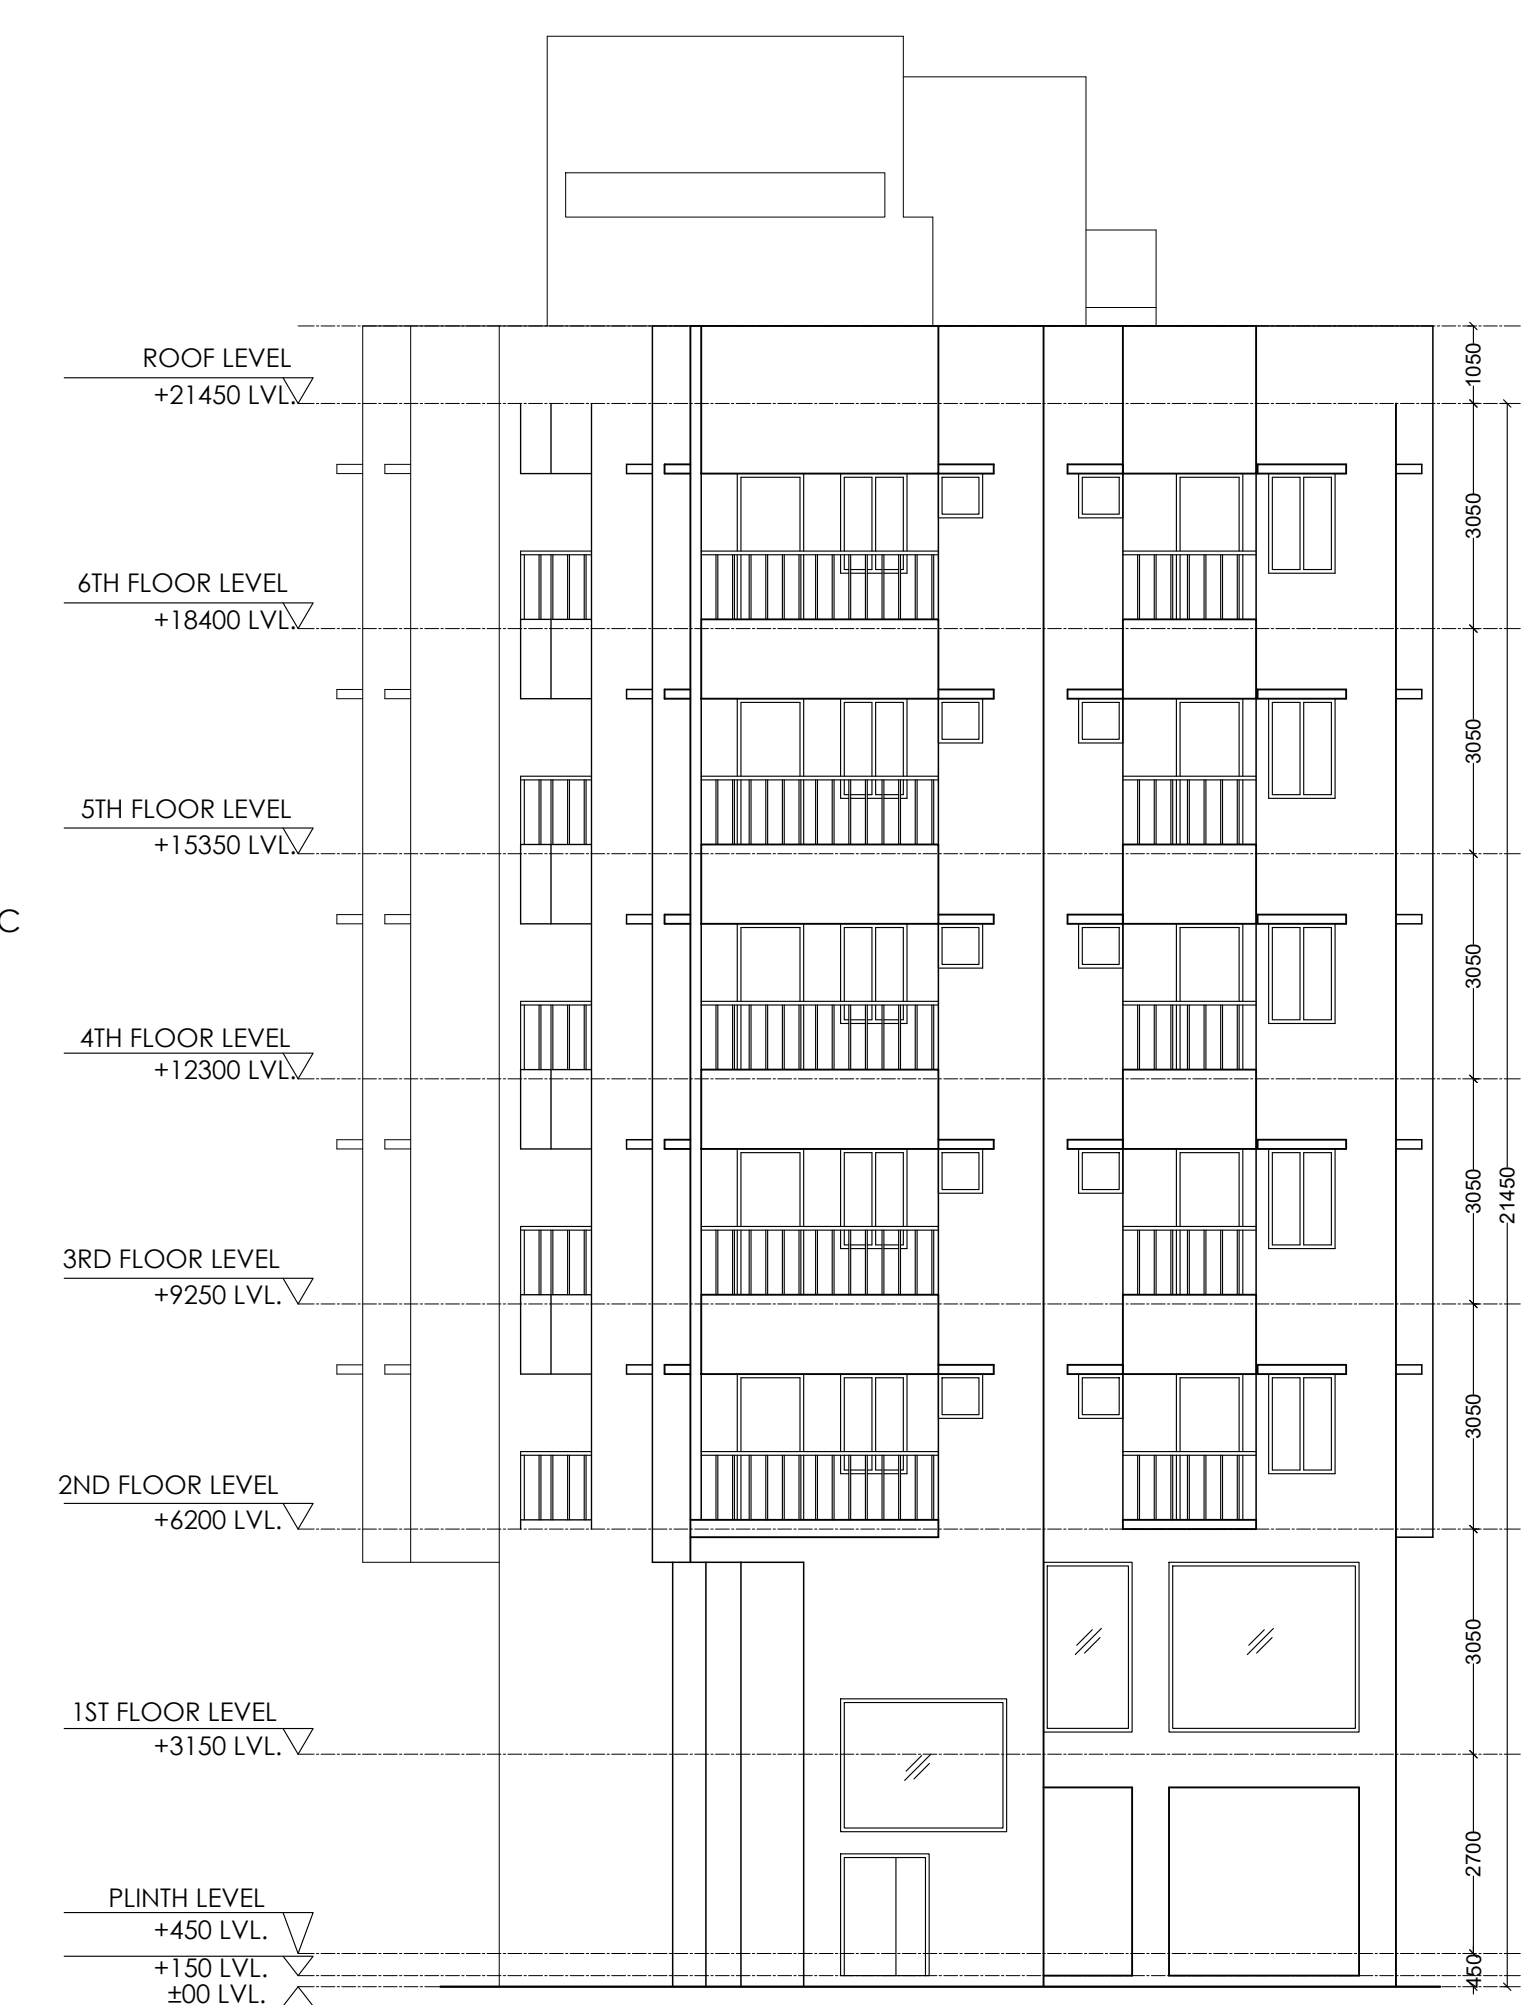 ROOF LEVEL
+21450 LVL.
1050
3050
6TH FLOOR LEVEL
+18400 LVL.
3050
5TH FLOOR LEVEL
+15350 LVL.
C
3050
4TH FLOOR LEVEL
+12300 LVL.
3050
21450
3RD FLOOR LEVEL
+9250 LVL.
3050
2ND FLOOR LEVEL
+6200 LVL.
3050
1ST FLOOR LEVEL
+3150 LVL.
2700
PLINTH LEVEL
+450 LVL.
+150 LVL.
450
±00 LVL.